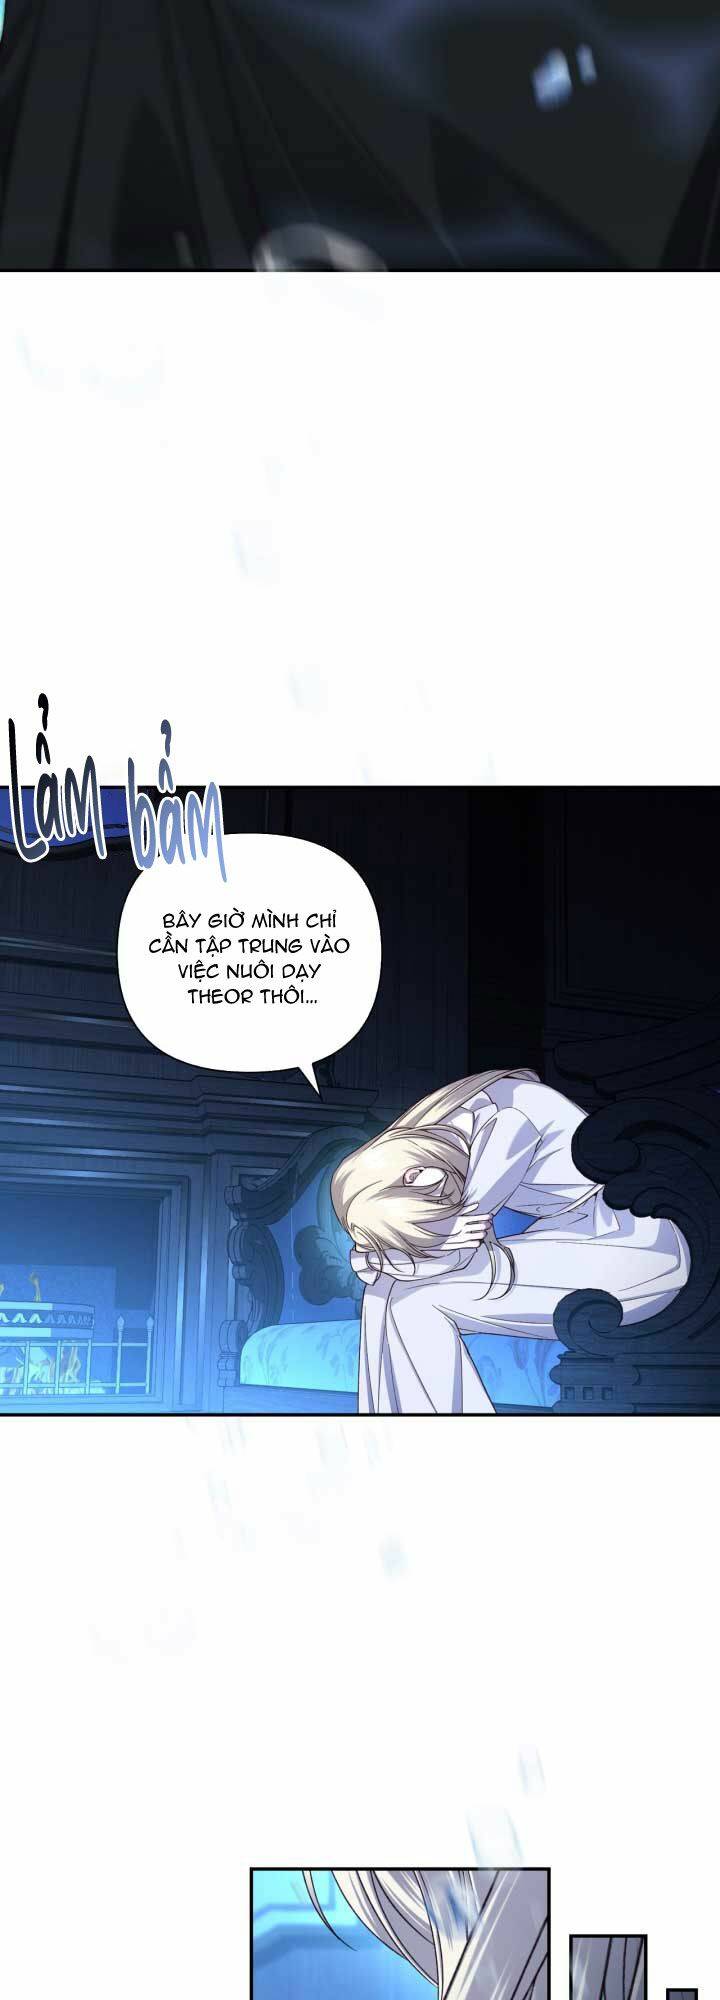 Lẩm bẩm
BÂY GIỜ MÌNH CHỈ
CẦN TẬP TRUNG VÀO
VIỆC NUÔI DẠY
THEOR THÔI...